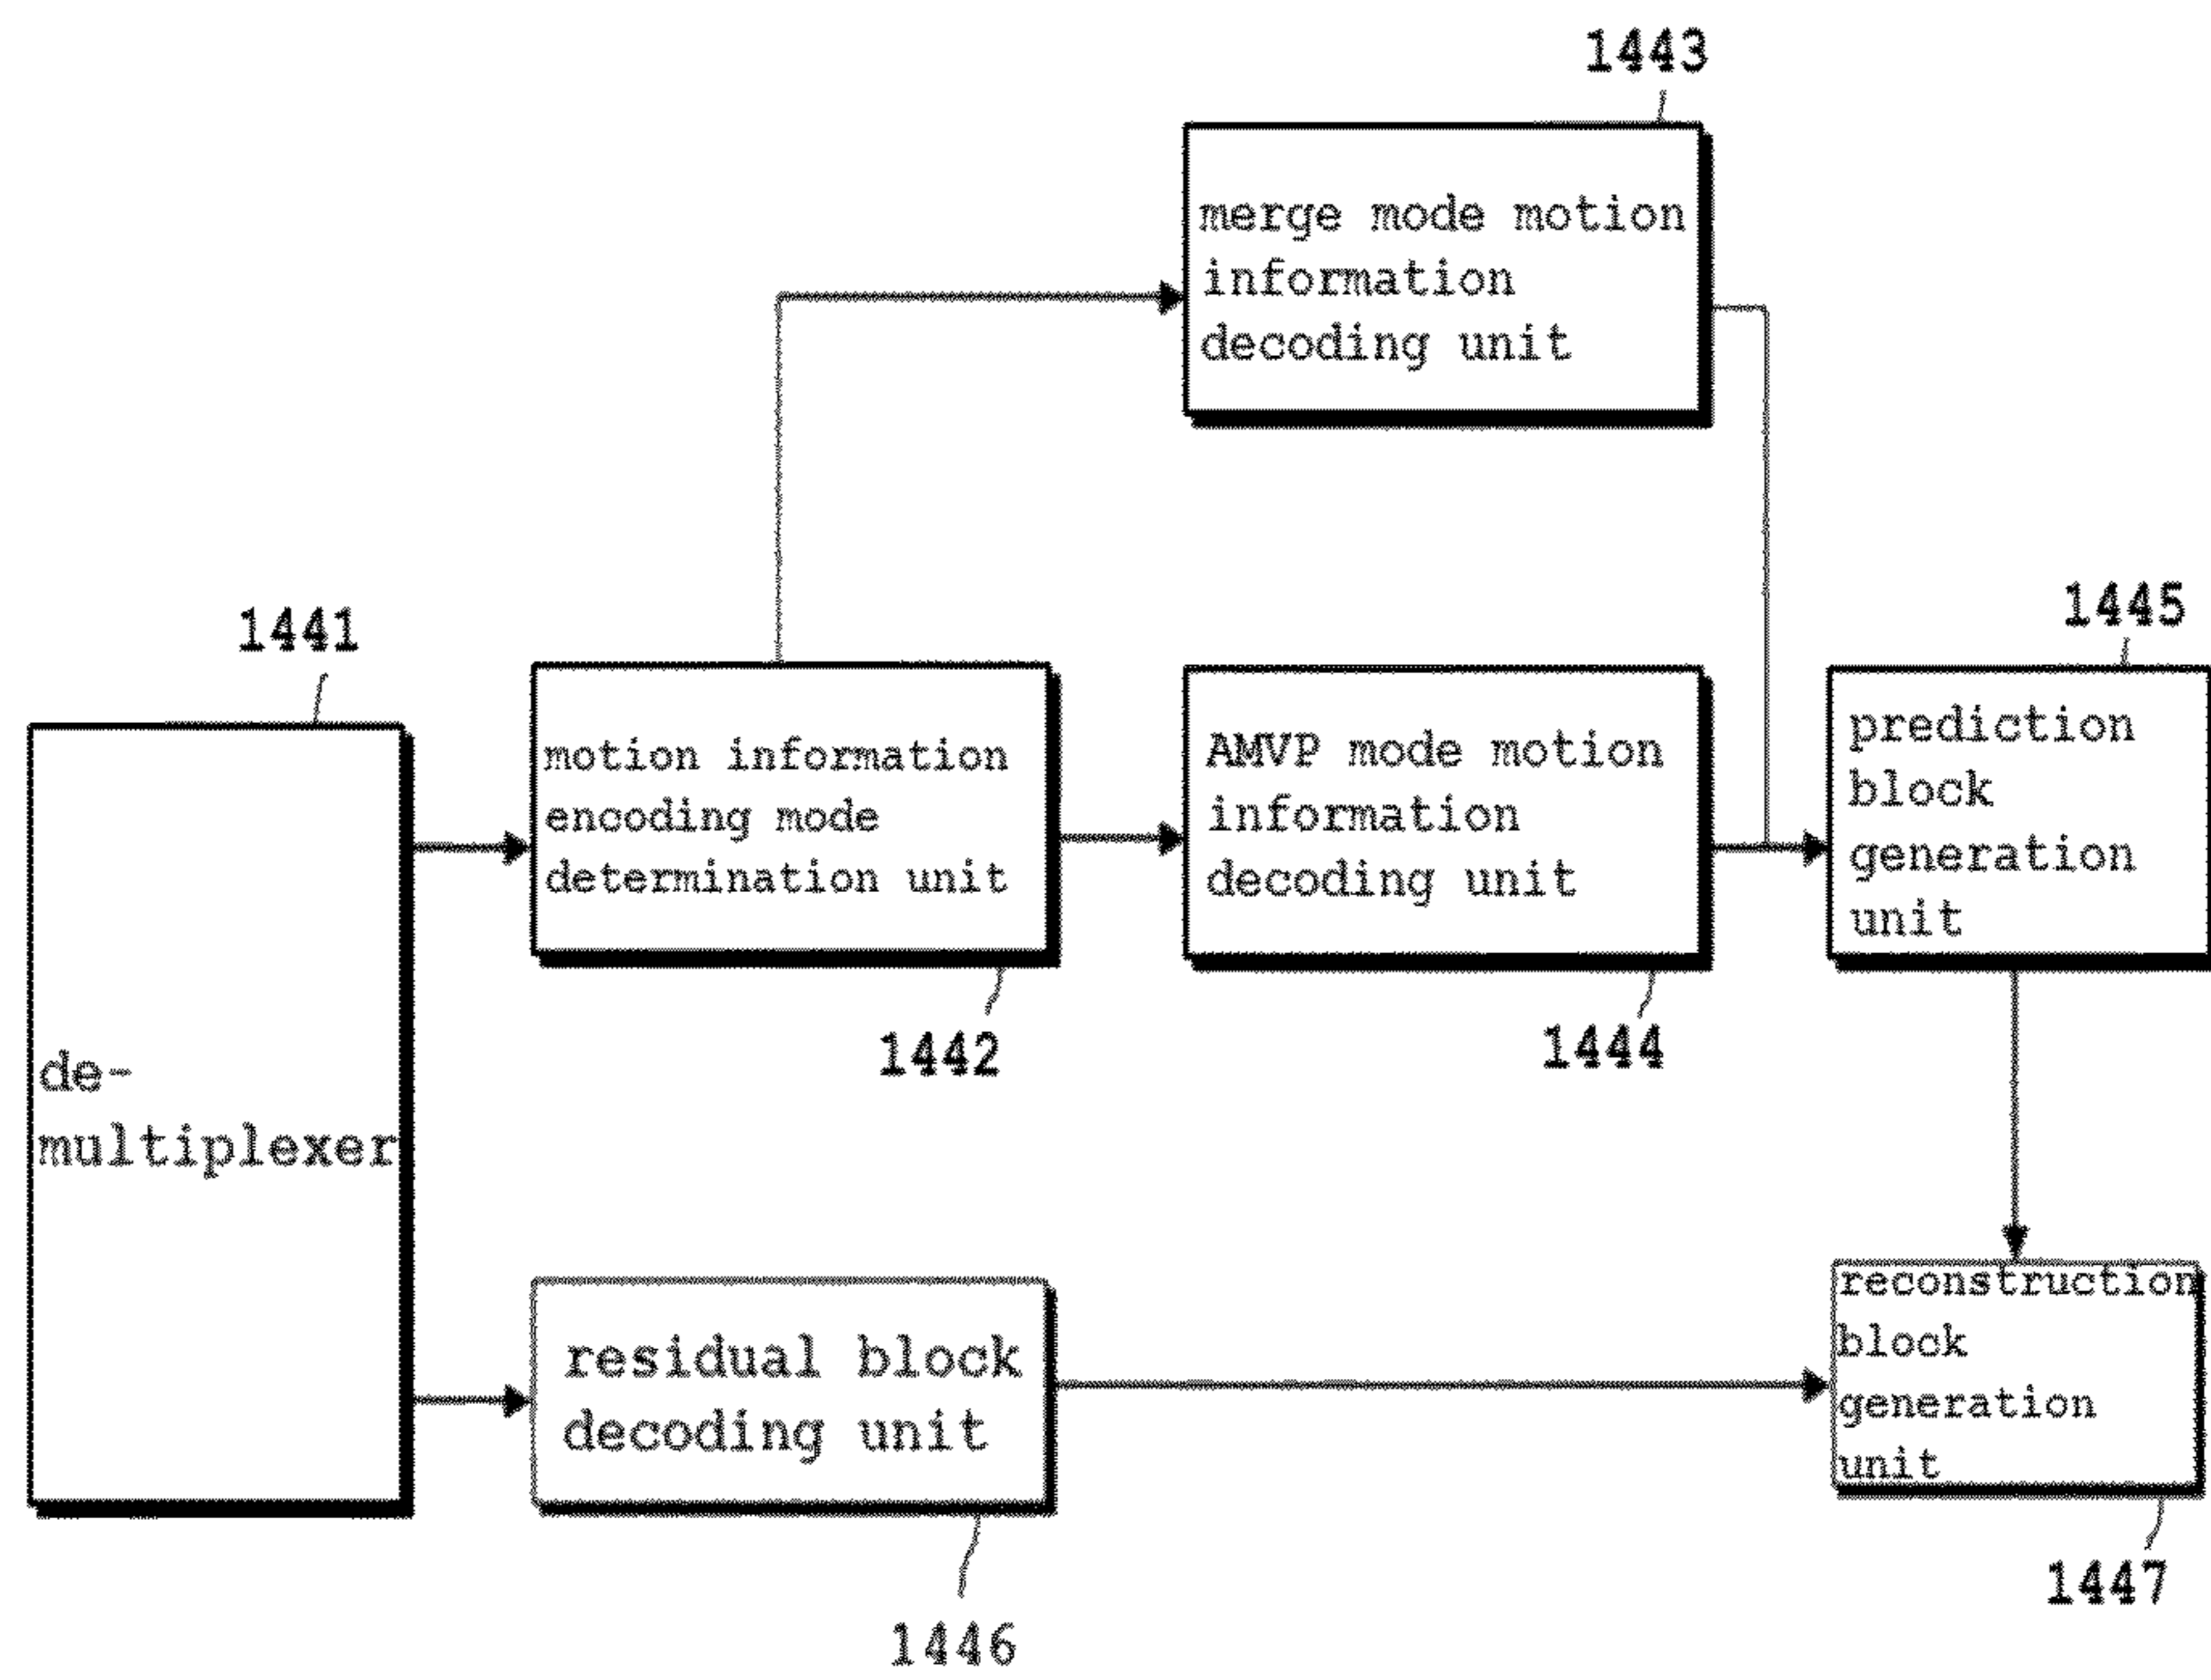 1443
merge mode motion
information
decoding unit
1441
1445
motion information
encoding mode
determination unit
AMVP mode motion
information
decoding unit
prediction
block
generation
unit
1442
1444
de-
multiplexer
residual block
decoding unit
reconstruction
block
generation
unit
1446
1447